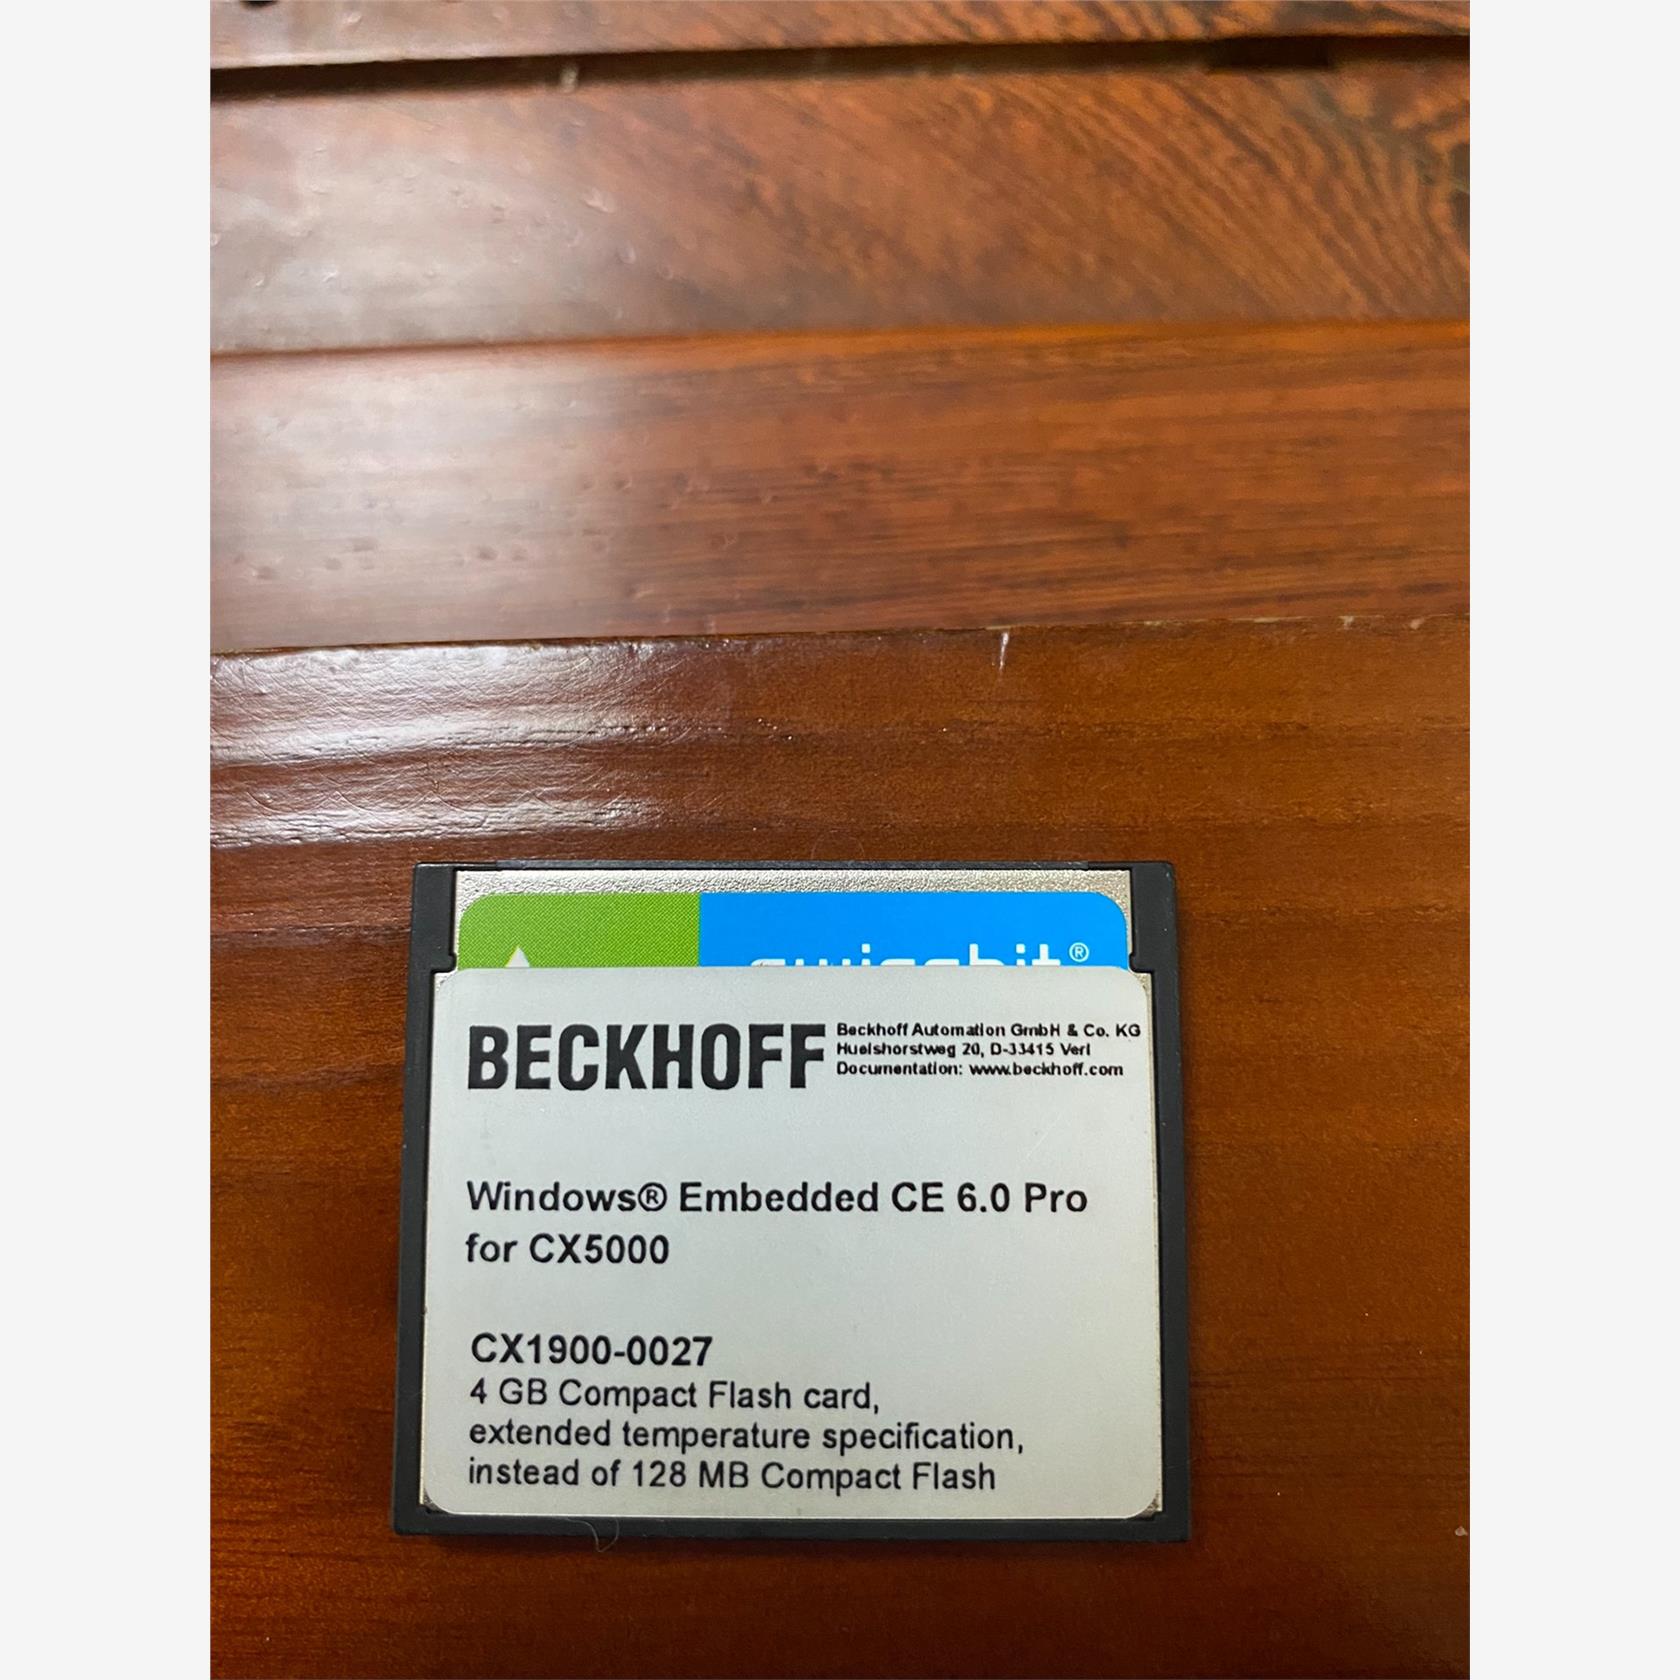 swissbit®
BECKHOFF
Beckhoff Automation GmbH & Co. KG
Huelshorstweg 20, D-33415 Verl
Documentation: www.beckhoff.com
Windows® Embedded CE 6.0 Pro
for CX5000
CX1900-0027
4 GB Compact Flash card,
extended temperature specification,
instead of 128 MB Compact Flash